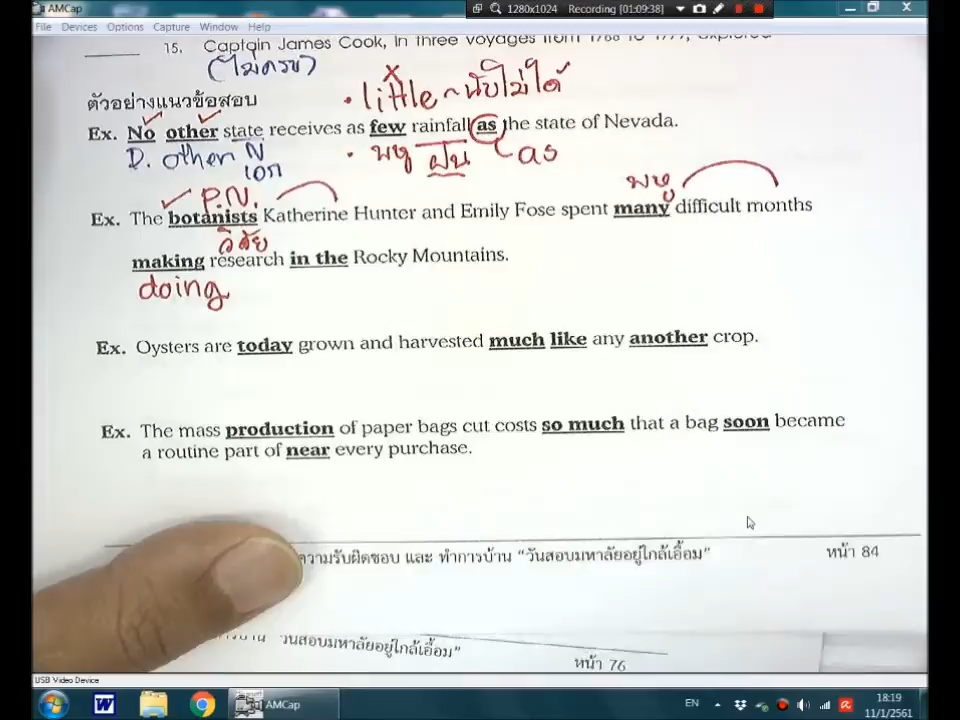 AMCap
1280x1024 Recording [01:09:38]
File Devices Options Capture Window Help
15. Captain James Cook, in three voyages from 1768 to 1779, explored
(ไม่ครบ)
ตัวอย่างแนวข้อสอบ
• little ~ นับไม่ได้
Ex. No other state receives as few rainfall as the state of Nevada.
D. other N
เอก
• พหู ฝน
as
P.N.
พหู
Ex. The botanists Katherine Hunter and Emily Fose spent many difficult months
วิจัย
making research in the Rocky Mountains.
doing
Ex. Oysters are today grown and harvested much like any another crop.
Ex. The mass production of paper bags cut costs so much that a bag soon became
a routine part of near every purchase.
ความรับผิดชอบ และ ทำการบ้าน "วันสอบมหาลัยอยู่ใกล้เอื้อม" หน้า 84
วันสอบมหาลัยอยู่ใกล้เอื้อม"
หน้า 76
USB Video Device
AMCap
EN
18:19
11/1/2561